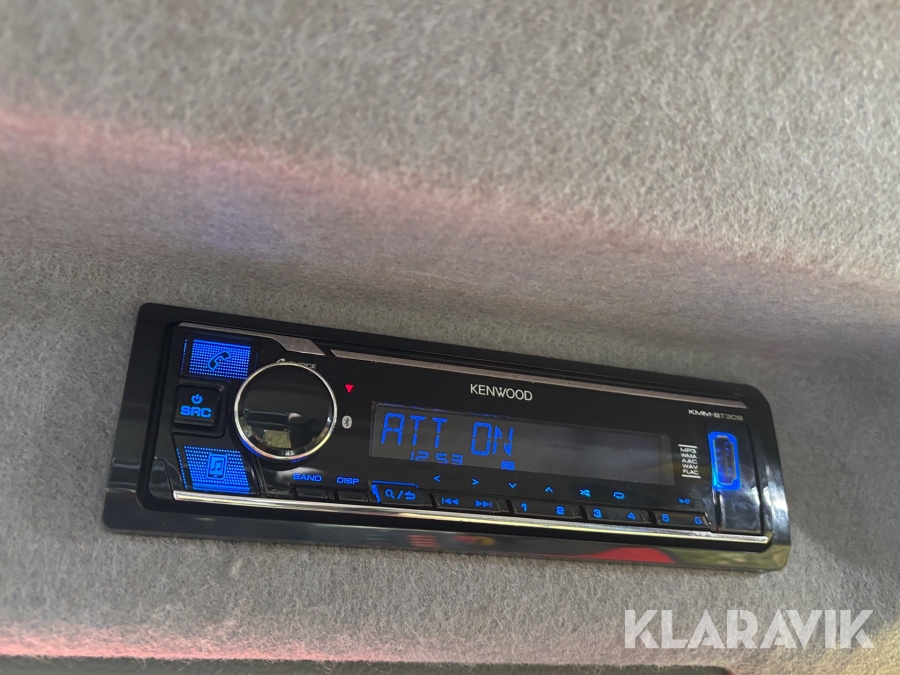 KENWOOD
KMM-BT306
SRC
ATT ON
12:53
MP3
WMA
AAC
WAV
FLAC
BAND DISP
1 2 3 4 5 6
KLARAVIK